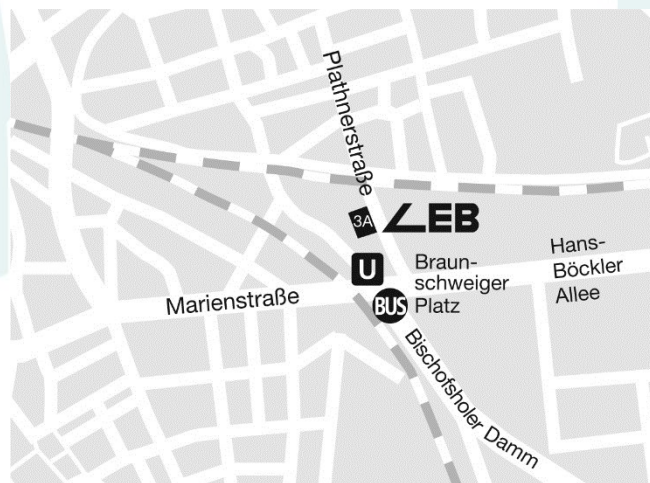 Plathnerstraße
3A
LEB
U
Braun-
schweiger
Platz
Hans-
Böckler
Allee
Marienstraße
BUS
Bischofsholer Damm